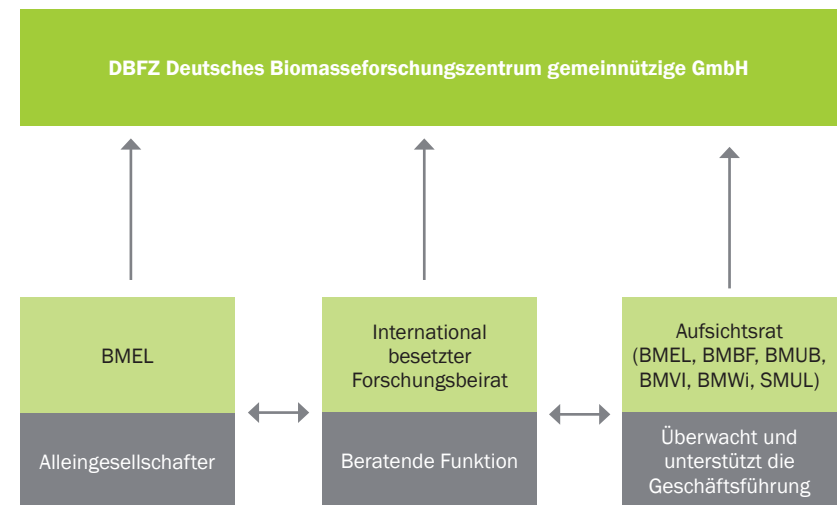 DBFZ Deutsches Biomasseforschungszentrum gemeinnützige GmbH
BMEL
Alleingesellschafter
International
besetzter
Forschungsbeirat
Beratende Funktion
Aufsichtsrat
(BMEL, BMBF, BMUB,
BMVI, BMWi, SMUL)
Überwacht und
unterstützt die
Geschäftsführung